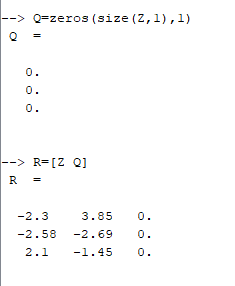 --> Q=zeros(size(Z,1),1)
Q =
0.
0.
0.
--> R=[Z Q]
R =
-2.3 3.85 0.
-2.58 -2.69 0.
2.1 -1.45 0.